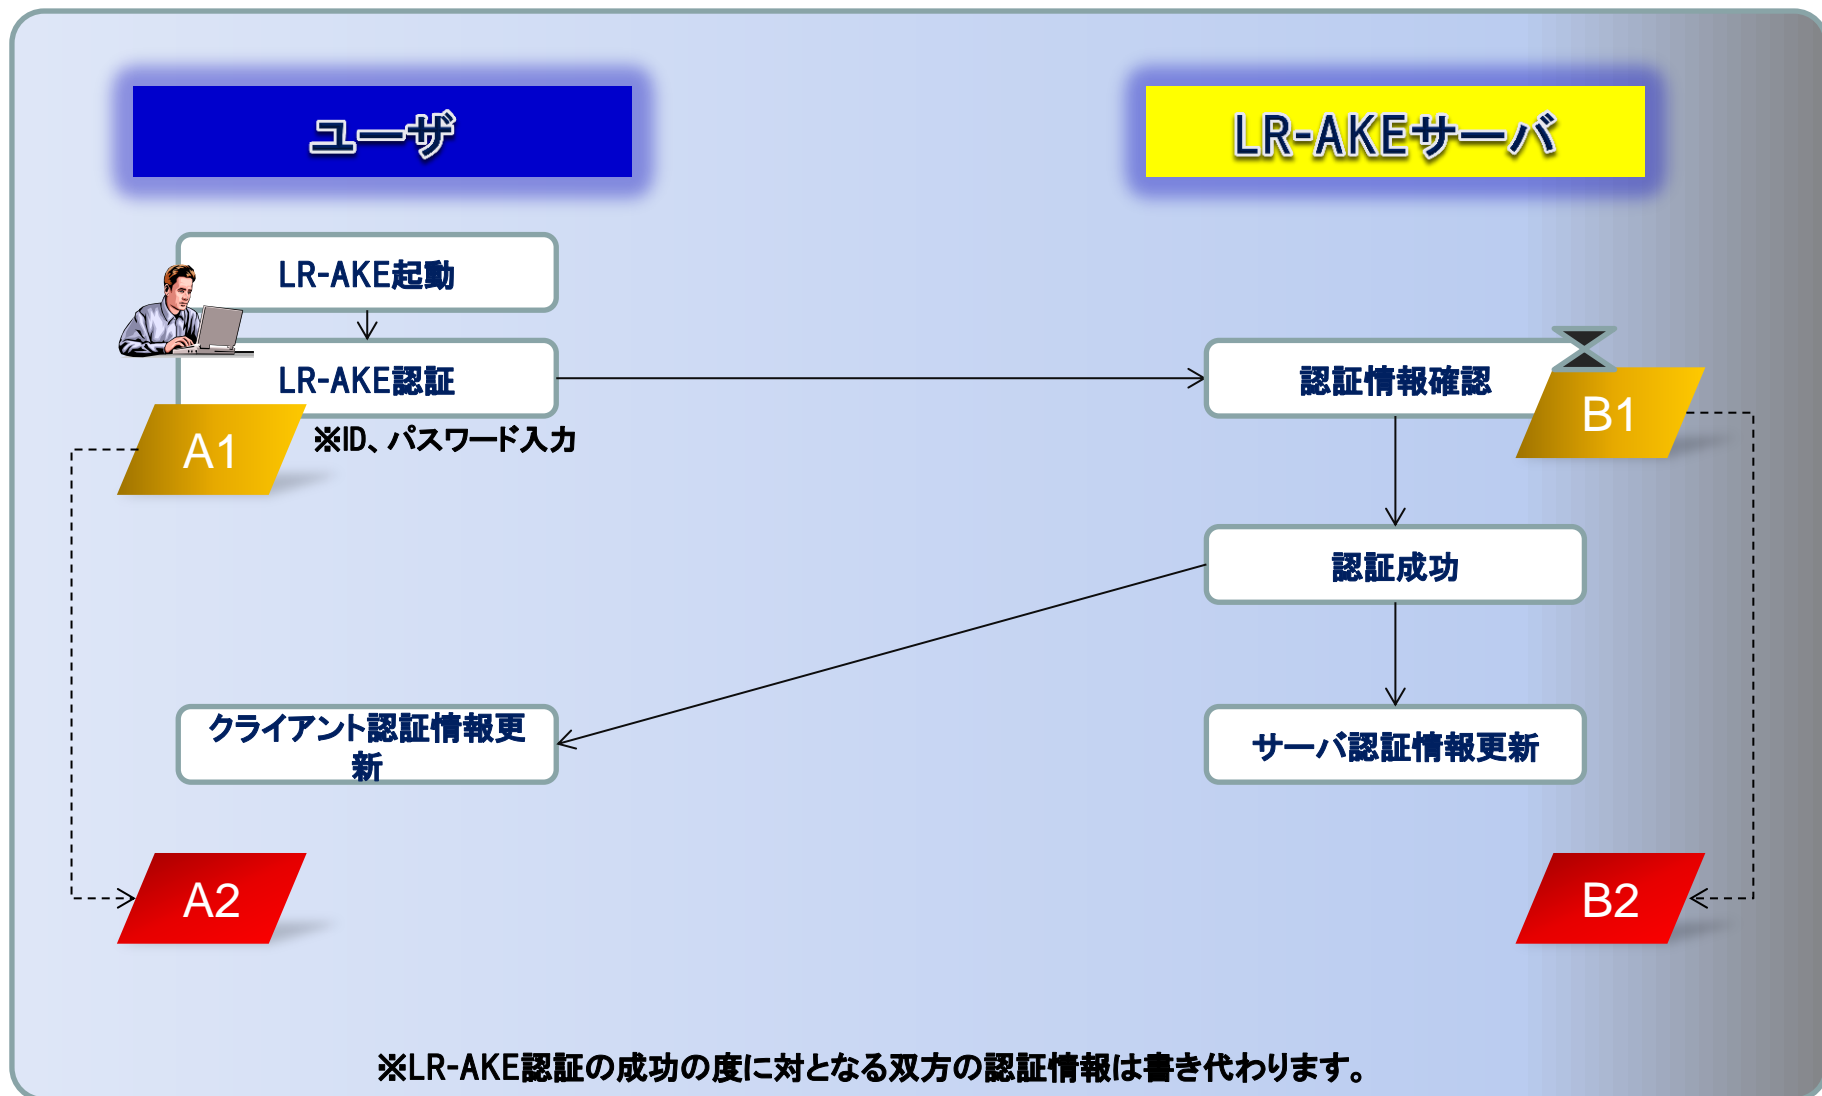 ユーザ
LR-AKEサーバ
LR-AKE起動
LR-AKE認証
認証情報確認
A1
※ID、パスワード入力
B1
認証成功
クライアント認証情報更
新
サーバ認証情報更新
A2
B2
※LR-AKE認証の成功の度に対となる双方の認証情報は書き代わります。